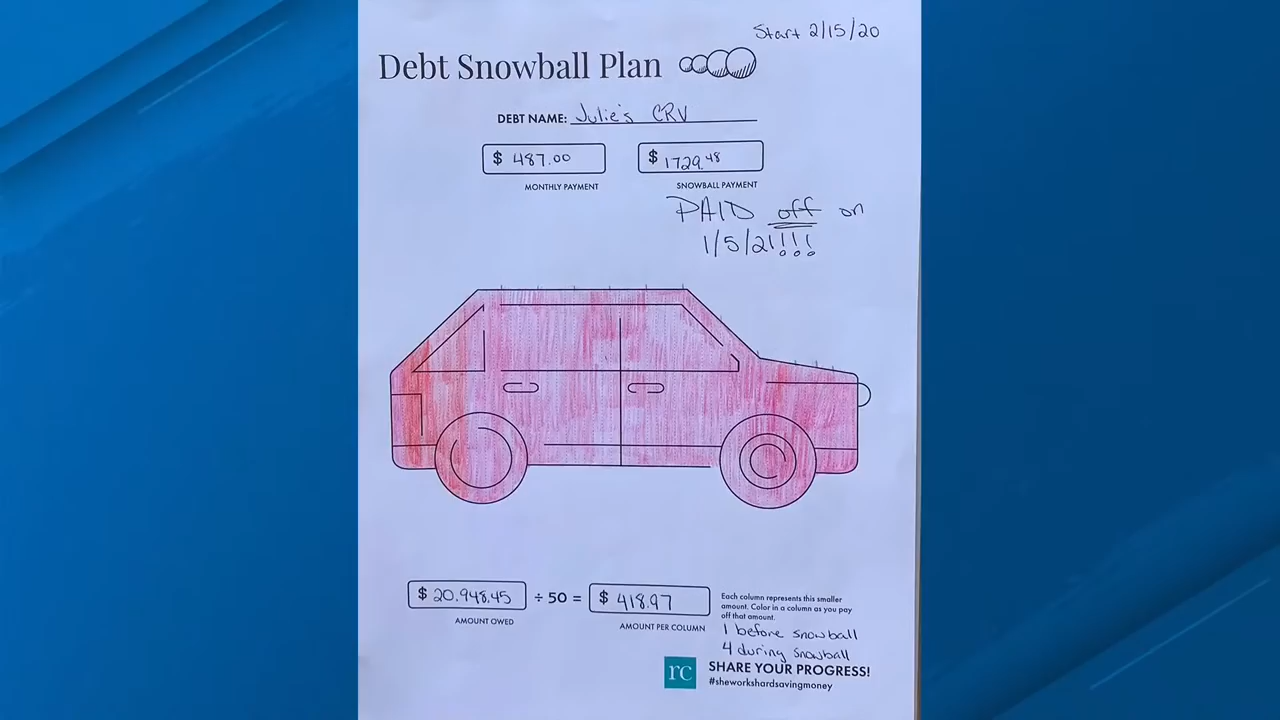 Start 2/15/20
Debt Snowball Plan
DEBT NAME: Julie's CRV
$ 487.00
$ 1729.48
MONTHLY PAYMENT
SNOWBALL PAYMENT
PAID off on
1/5/21!!!!
$ 20,948.45 ÷ 50 = $ 418.97
AMOUNT OWED
AMOUNT PER COLUMN
Each column represents this smaller
amount. Color in a column as you pay
off that amount.
1 before snowball
4 during snowball
rc
SHARE YOUR PROGRESS!
#sheworkshardsavingmoney